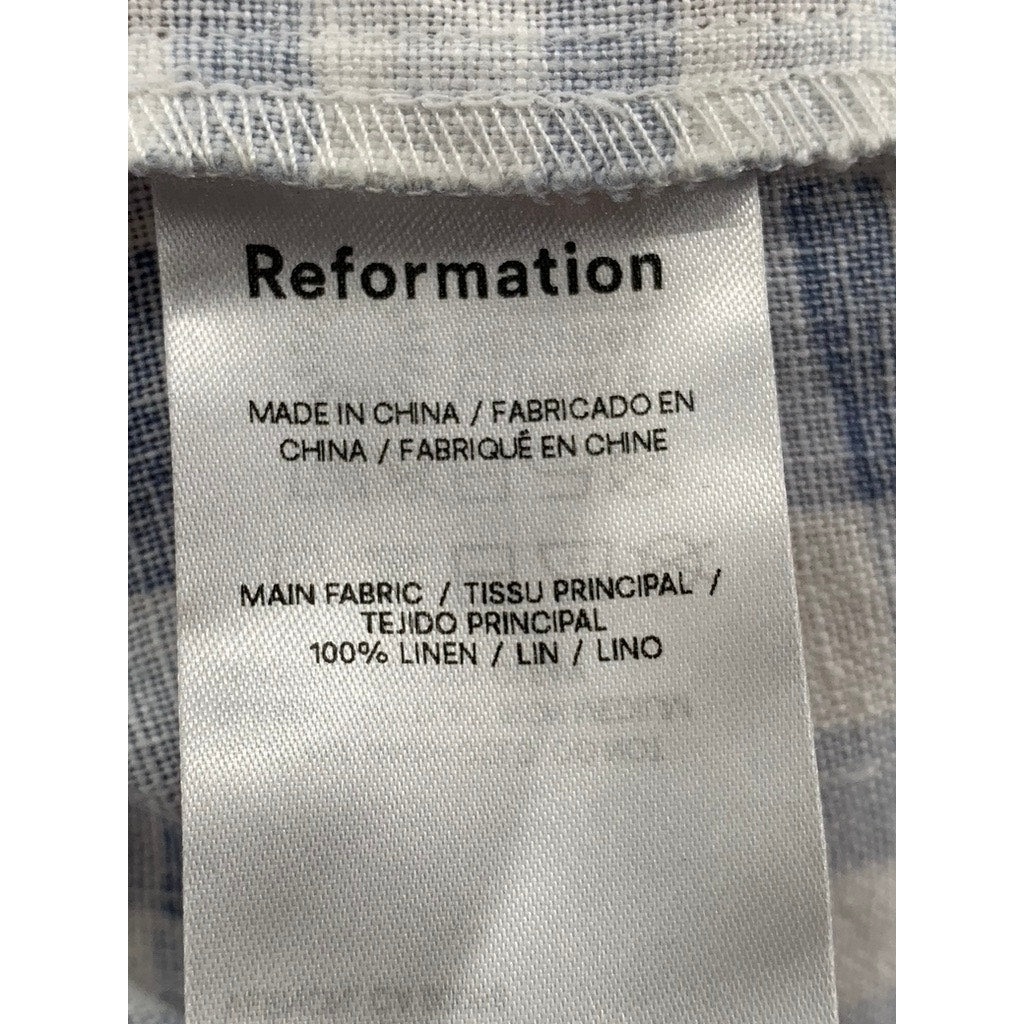 Reformation
MADE IN CHINA / FABRICADO EN
CHINA / FABRIQUÉ EN CHINE
MAIN FABRIC / TISSU PRINCIPAL /
TEJIDO PRINCIPAL
100% LINEN / LIN / LINO